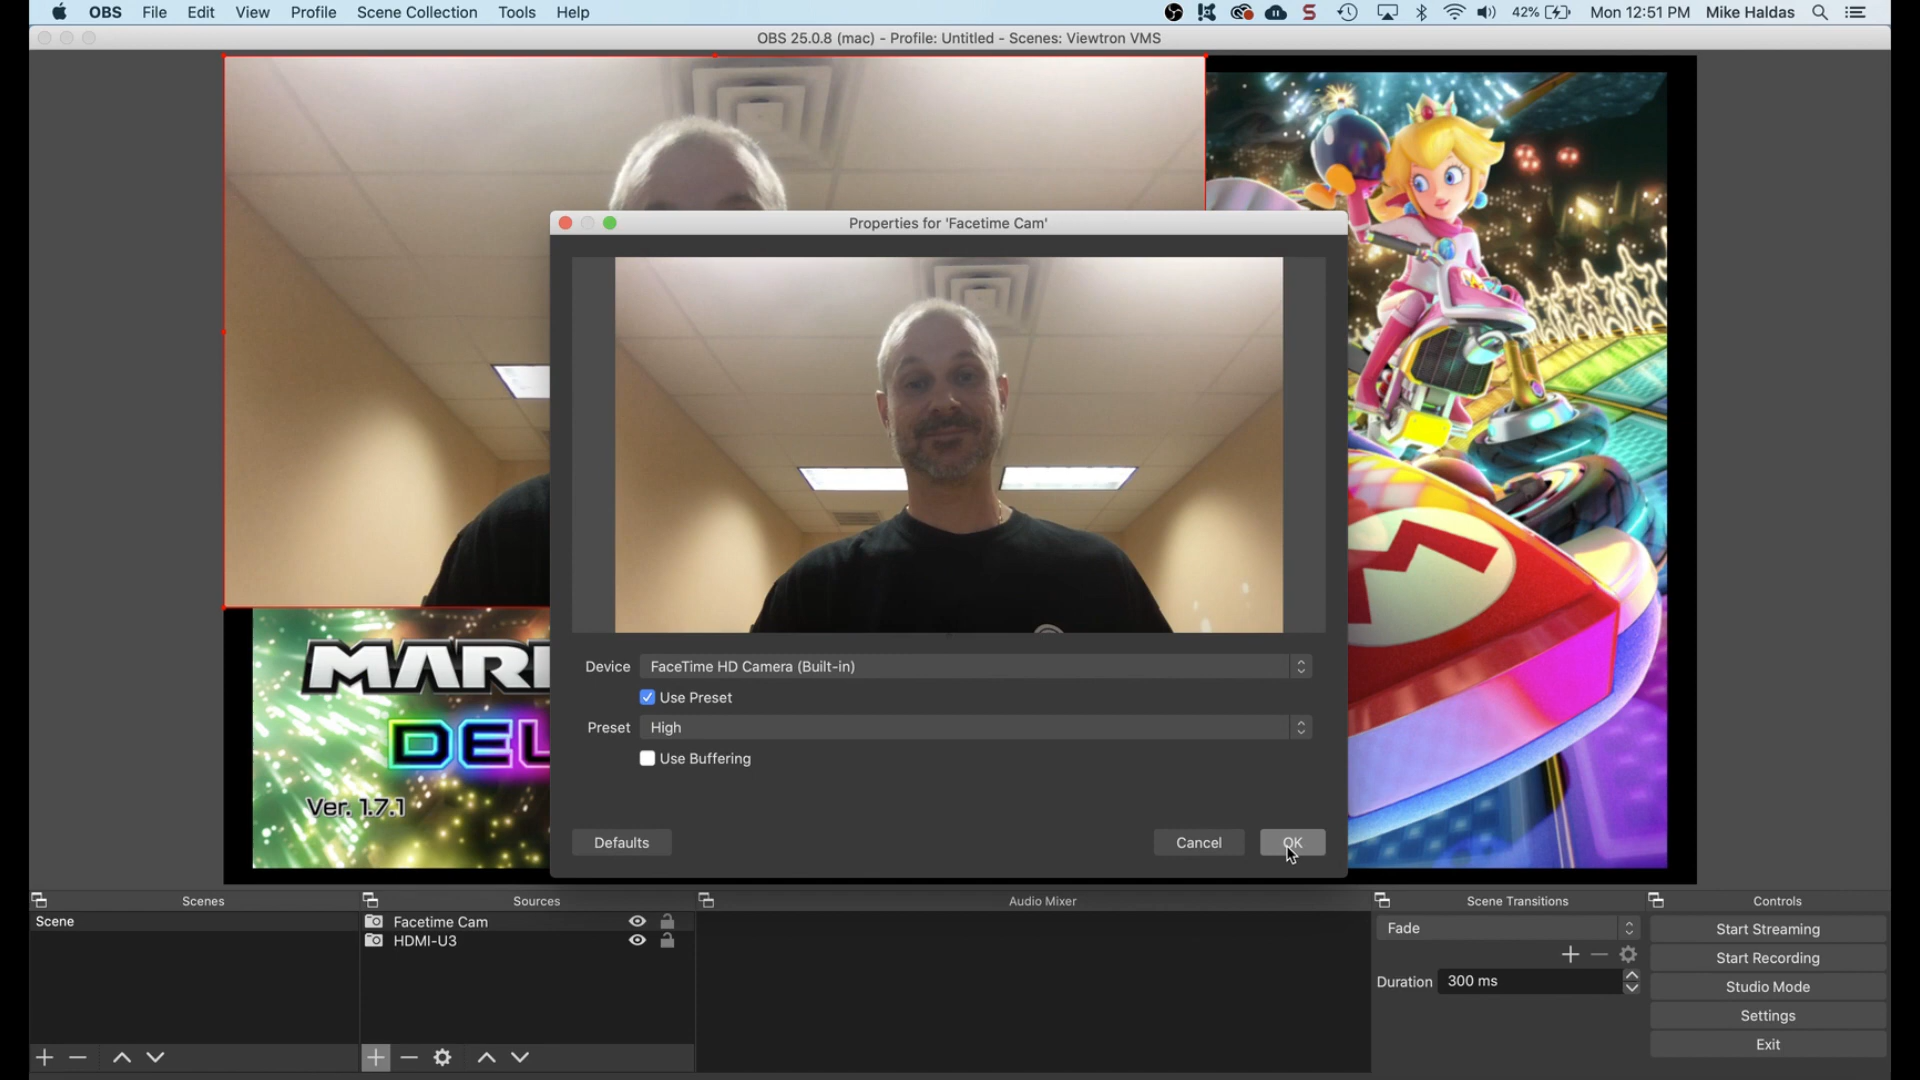 OBS File Edit View Profile Scene Collection Tools Help 42% Mon 12:51 PM Mike Haldas
OBS 25.0.8 (mac) - Profile: Untitled - Scenes: Viewtron VMS
Properties for 'Facetime Cam'
M
MARI
DEL
Ver. 1.7.1
Device FaceTime HD Camera (Built-in)
Use Preset
Preset High
Use Buffering
Defaults Cancel OK
Scenes
Scene
Sources
Facetime Cam
HDMI-U3
Audio Mixer
Scene Transitions
Fade
Duration 300 ms
Controls
Start Streaming
Start Recording
Studio Mode
Settings
Exit